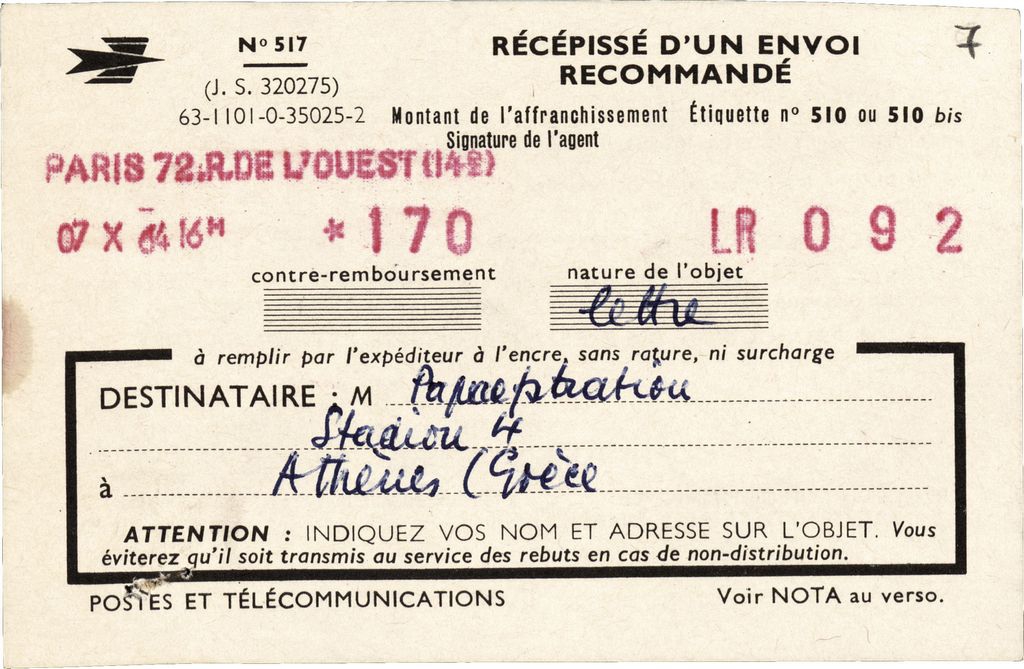 Nº 517
(J. S. 320275)
63-1101-0-35025-2
RÉCÉPISSÉ D'UN ENVOI
RECOMMANDÉ
7
Montant de l'affranchissement Étiquette nº 510 ou 510 bis
Signature de l'agent
PARIS 72.R.DE L'OUEST (148)
07 X 64 16H * 170 LR 092
contre-remboursement nature de l'objet
lettre
à remplir par l'expéditeur à l'encre, sans rature, ni surcharge
DESTINATAIRE : M
Stadiou 4
à Athènes (Grèce
ATTENTION : INDIQUEZ VOS NOM ET ADRESSE SUR L'OBJET. Vous
éviterez qu'il soit transmis au service des rebuts en cas de non-distribution.
POSTES ET TÉLÉCOMMUNICATIONS Voir NOTA au verso.